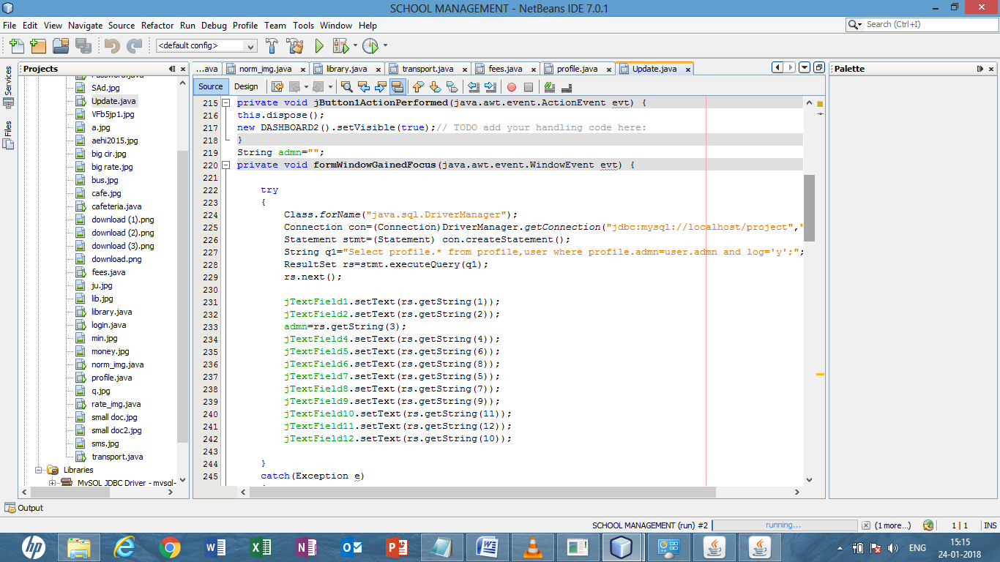 SCHOOL MANAGEMENT - NetBeans IDE 7.0.1
File Edit View Navigate Source Refactor Run Debug Profile Team Tools Window Help
Search (Ctrl+I)
<default config>
Projects
...ava norm_img.java library.java transport.java fees.java profile.java Update.java
Palette
Source Design
Services
Files
Password.java
SAd.jpg
Update.java
VFb5jp1.jpg
a.jpg
aehi2015.jpg
big cir.jpg
big rate.jpg
bus.jpg
cafe.jpg
cafeteria.java
download (1).png
download (2).png
download (3).png
download.png
fees.java
ju.jpg
lib.jpg
library.java
login.java
min.jpg
money.jpg
norm_img.java
profile.java
q.jpg
rate_img.java
small doc.jpg
small doc2.jpg
sms.jpg
transport.java
Libraries
MySQL JDBC Driver - mysql-
215 private void jButton1ActionPerformed(java.awt.event.ActionEvent evt) {
216 this.dispose();
217 new DASHBOARD2().setVisible(true);// TODO add your handling code here:
218 }
219 String admn="";
220 private void formWindowGainedFocus(java.awt.event.WindowEvent evt) {
221
222 try
223 {
224 Class.forName("java.sql.DriverManager");
225 Connection con=(Connection)DriverManager.getConnection("jdbc:mysql://localhost/project","
226 Statement stmt=(Statement) con.createStatement();
227 String q1="Select profile.* from profile,user where profile.admn=user.admn and log='y';";
228 ResultSet rs=stmt.executeQuery(q1);
229 rs.next();
230
231 jTextField1.setText(rs.getString(1));
232 jTextField2.setText(rs.getString(2));
233 admn=rs.getString(3);
234 jTextField4.setText(rs.getString(4));
235 jTextField5.setText(rs.getString(6));
236 jTextField6.setText(rs.getString(8));
237 jTextField7.setText(rs.getString(5));
238 jTextField8.setText(rs.getString(7));
239 jTextField9.setText(rs.getString(9));
240 jTextField10.setText(rs.getString(11));
241 jTextField11.setText(rs.getString(12));
242 jTextField12.setText(rs.getString(10));
243
244 }
245 catch(Exception e)
Output
SCHOOL MANAGEMENT (run) #2 running... (1 more...) 1 | 1 INS
hp
ENG
15:15
24-01-2018